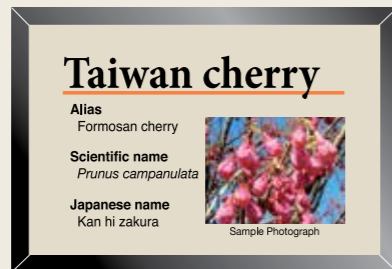 Taiwan cherry
Alias
Formosan cherry
Scientific name
Prunus campanulata
Japanese name
Kan hi zakura
Sample Photograph